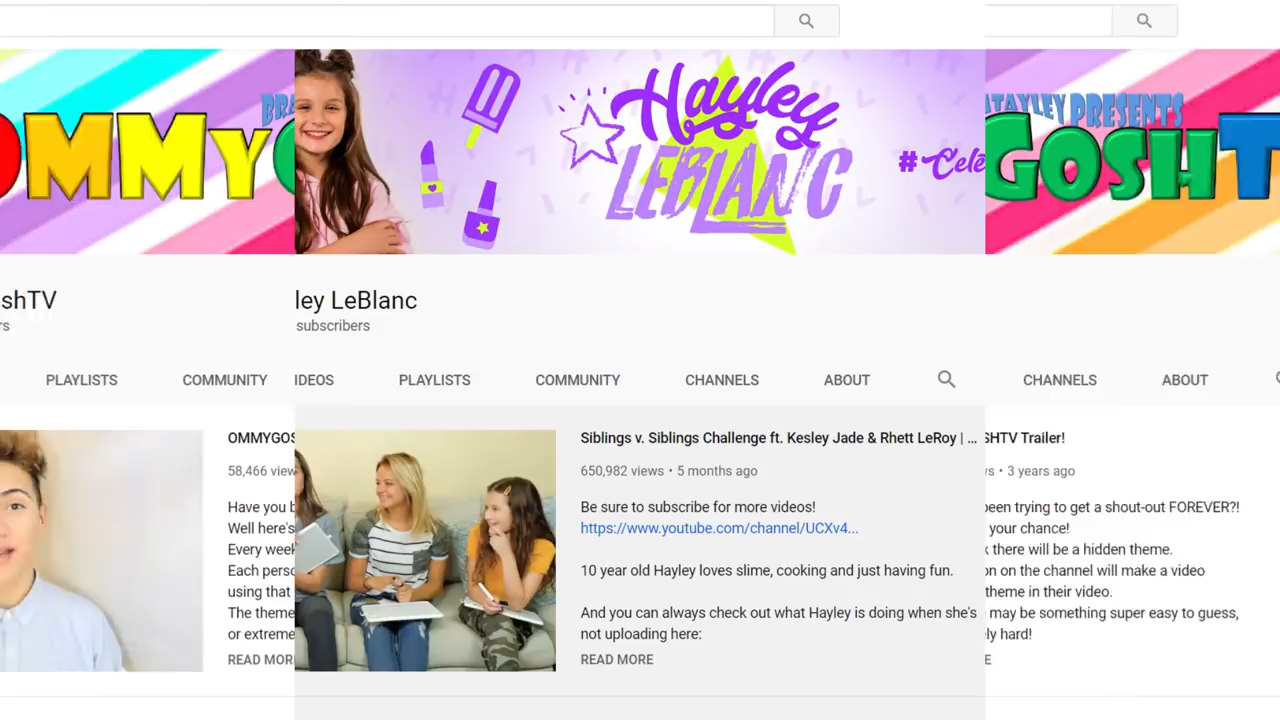 BRA
OMMyG
Hayley
LEBLANC
#Cele
ATAYLEY PRESENTS
GOSHT
shTV
rs
ley LeBlanc
subscribers
PLAYLISTS
COMMUNITY
IDEOS
PLAYLISTS
COMMUNITY
CHANNELS
ABOUT
CHANNELS
ABOUT
OMMYGOS
58,466 view
Have you b
Well here's
Every week
Each perso
using that
The theme
or extreme
READ MOR
Siblings v. Siblings Challenge ft. Kesley Jade & Rhett LeRoy | ...
650,982 views • 5 months ago
Be sure to subscribe for more videos!
https://www.youtube.com/channel/UCXv4...
10 year old Hayley loves slime, cooking and just having fun.
And you can always check out what Hayley is doing when she's
not uploading here:
READ MORE
SHTV Trailer!
ws • 3 years ago
been trying to get a shout-out FOREVER?!
your chance!
k there will be a hidden theme.
on on the channel will make a video
theme in their video.
may be something super easy to guess,
ly hard!
E